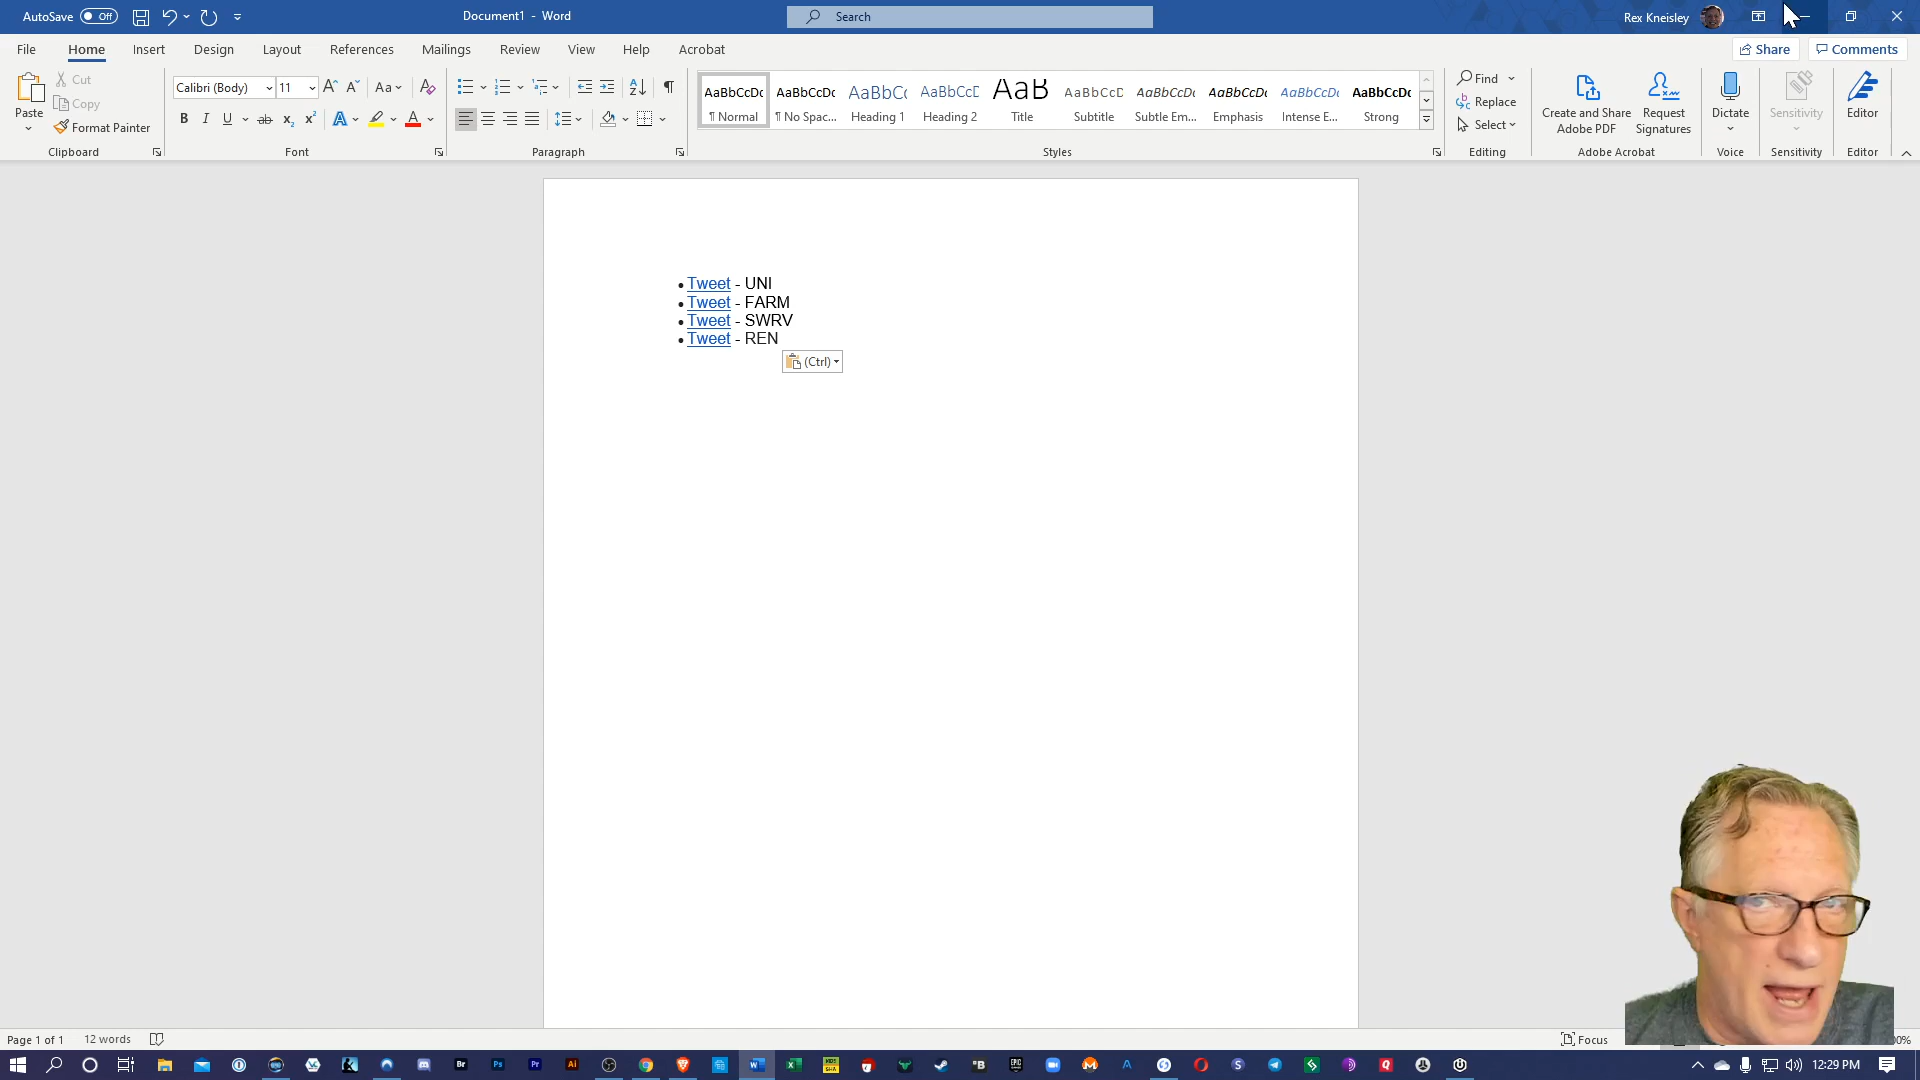 AutoSave Off
Document1 - Word
Search
Rex Kneisley
File Home Insert Design Layout References Mailings Review View Help Acrobat
Share Comments
Paste
Cut
Copy
Format Painter
Clipboard
Calibri (Body) 11
Font
Paragraph
AaBbCcDc AaBbCcDc AaBbC( AaBbCcD AaB AaBbCcD AaBbCcDc AaBbCcDc AaBbCcDc AaBbCcDc
¶ Normal ¶ No Spac... Heading 1 Heading 2 Title Subtitle Subtle Em... Emphasis Intense E... Strong
Styles
Find
Replace
Select
Editing
Create and Share Adobe PDF
Request Signatures
Adobe Acrobat
Dictate
Voice
Sensitivity
Sensitivity
Editor
Editor
• Tweet - UNI
• Tweet - FARM
• Tweet - SWRV
• Tweet - REN
(Ctrl)
Page 1 of 1 12 words
Focus
12:29 PM